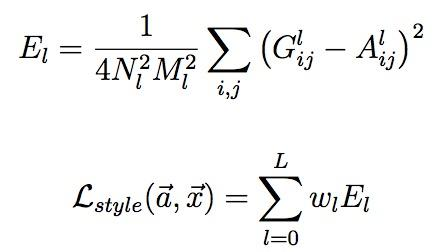 E_l = \frac{1}{4N_l^2 M_l^2} \sum_{i,j} (G_{ij}^l - A_{ij}^l)^2
\mathcal{L}_{style}(\vec{a}, \vec{x}) = \sum_{l=0}^{L} w_l E_l